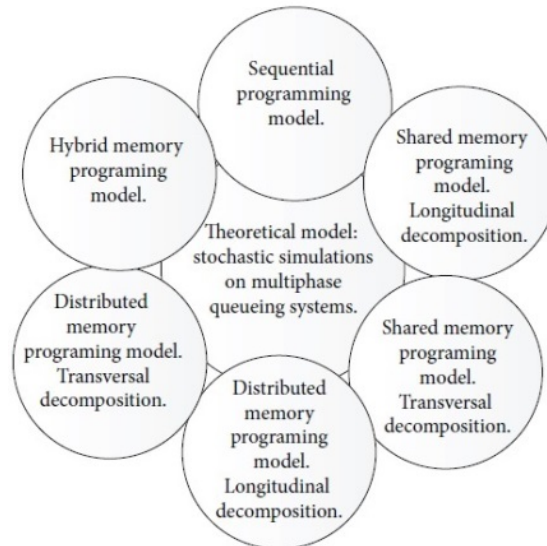 Sequential
programming
model.
Shared memory
programing
model.
Longitudinal
decomposition.
Shared memory
programing
model.
Transversal
decomposition.
Distributed
memory
programing
model.
Longitudinal
decomposition.
Distributed
memory
programing model.
Transversal
decomposition.
Hybrid memory
programing
model.
Theoretical model:
stochastic simulations
on multiphase
queueing systems.